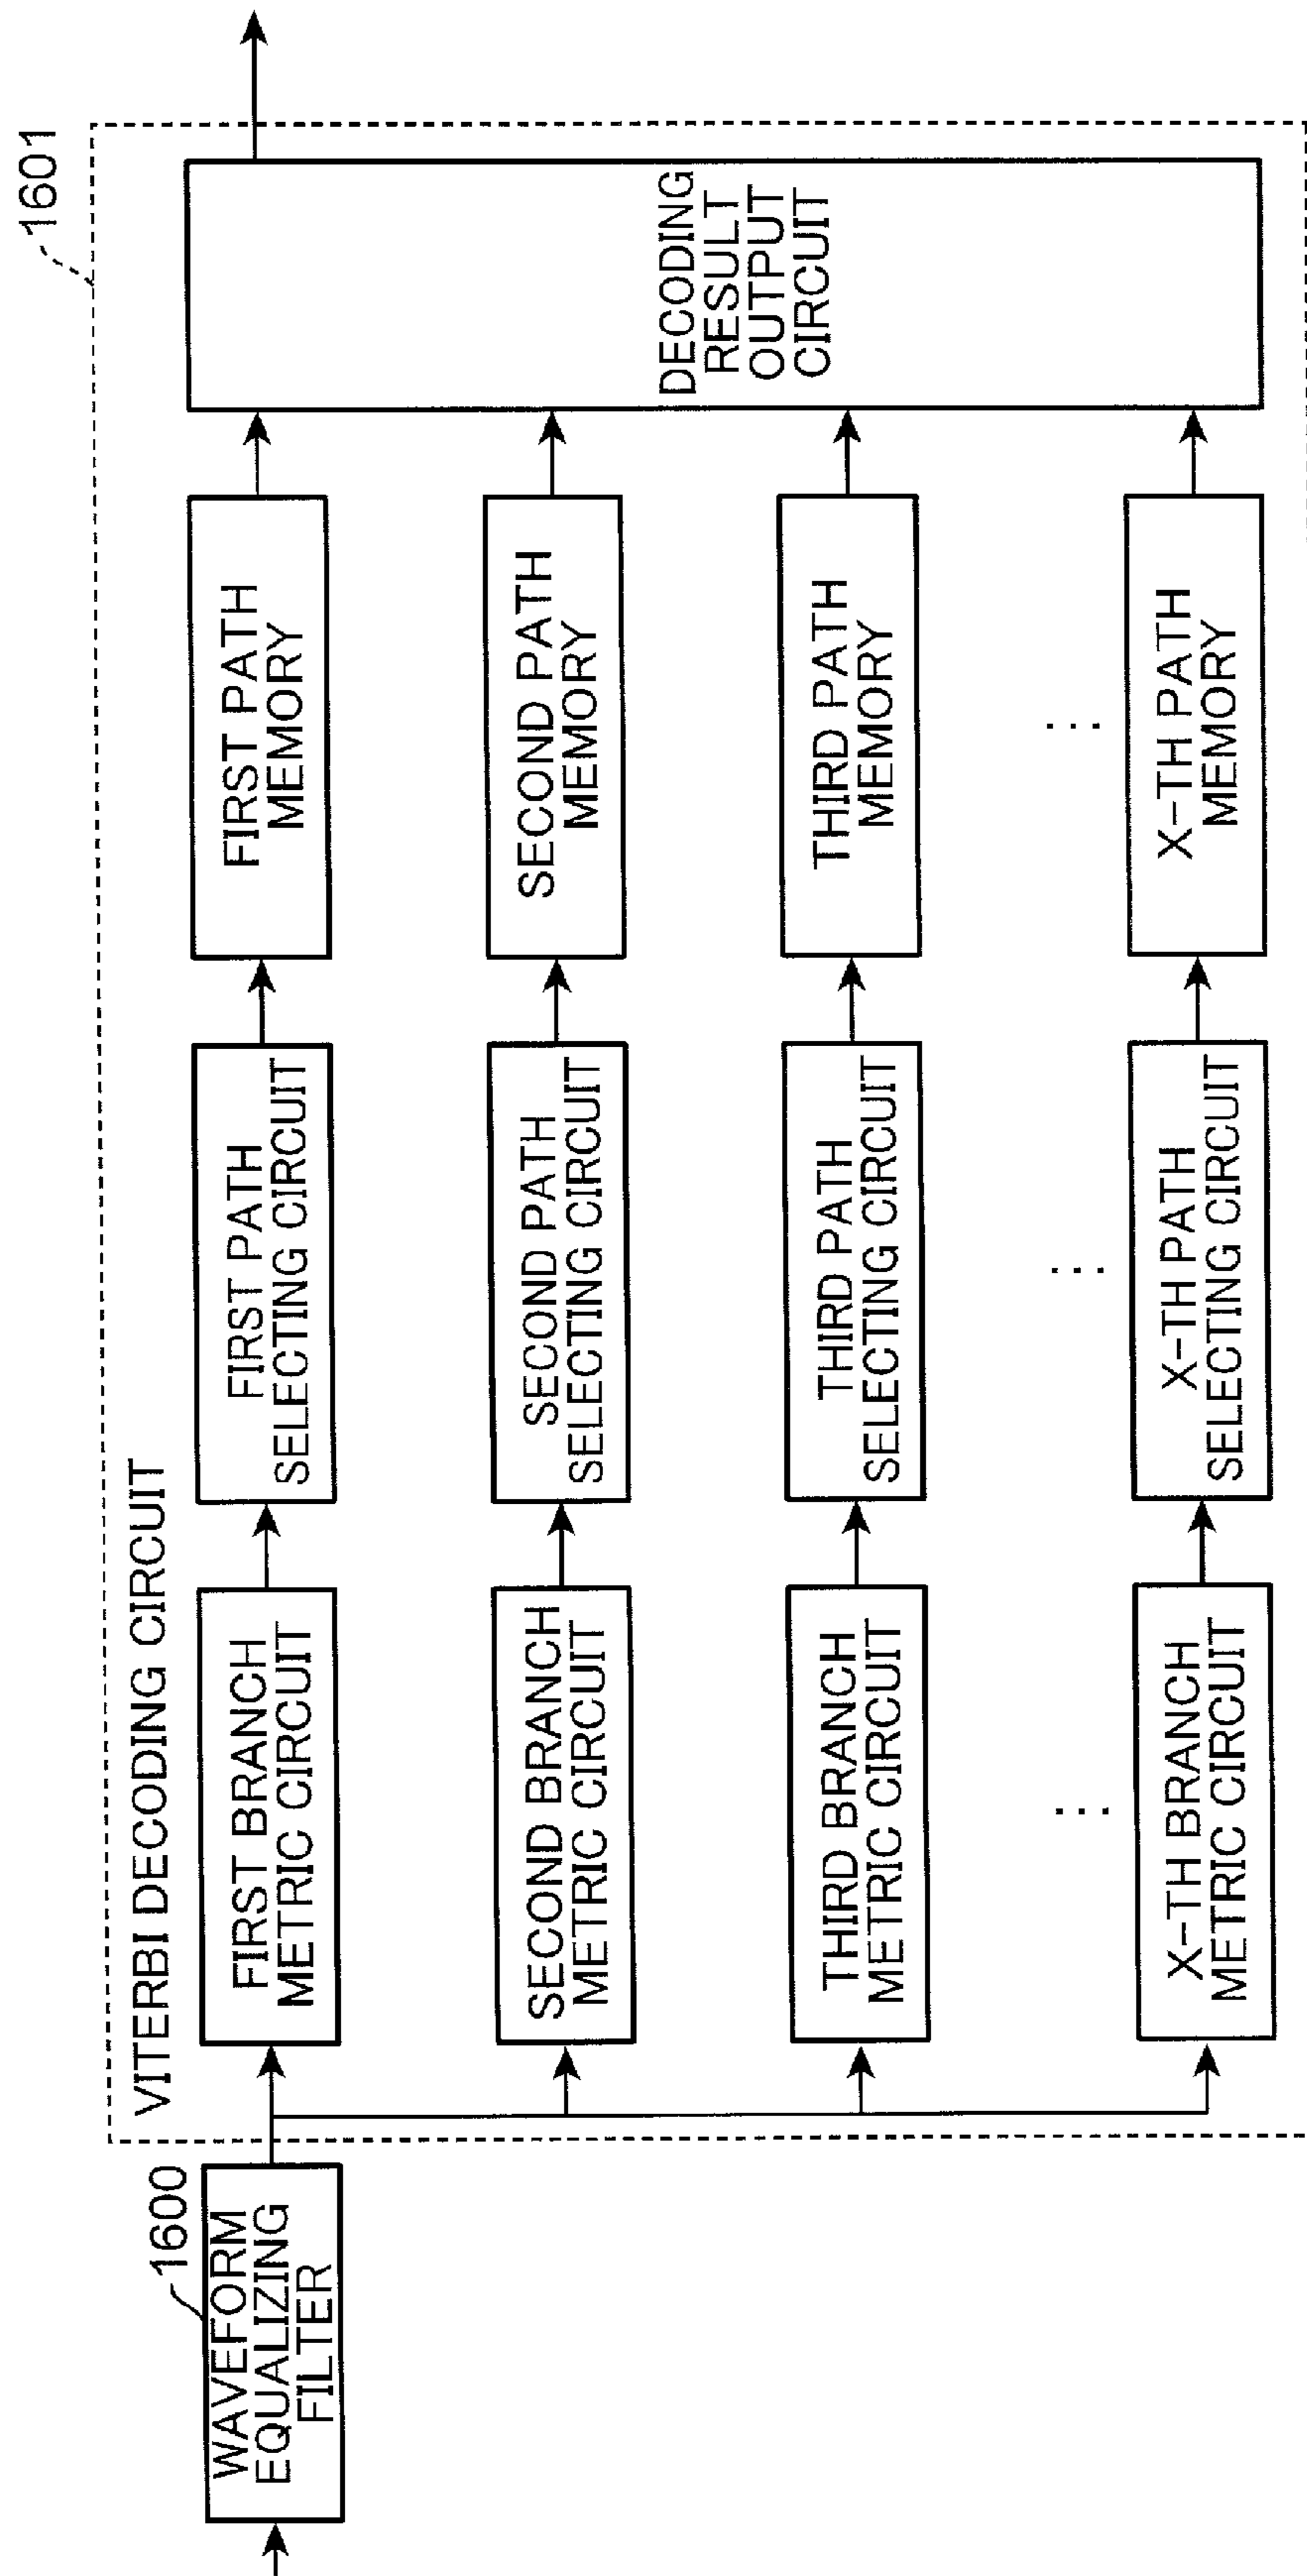 1601
VITERBI DECODING CIRCUIT
1600
WAVEFORM
EQUALIZING
FILTER
FIRST BRANCH
METRIC CIRCUIT
FIRST PATH
SELECTING CIRCUIT
FIRST PATH
MEMORY
SECOND BRANCH
METRIC CIRCUIT
SECOND PATH
SELECTING CIRCUIT
SECOND PATH
MEMORY
THIRD BRANCH
METRIC CIRCUIT
THIRD PATH
SELECTING CIRCUIT
THIRD PATH
MEMORY
...
...
...
X-TH BRANCH
METRIC CIRCUIT
X-TH PATH
SELECTING CIRCUIT
X-TH PATH
MEMORY
DECODING
RESULT
OUTPUT
CIRCUIT